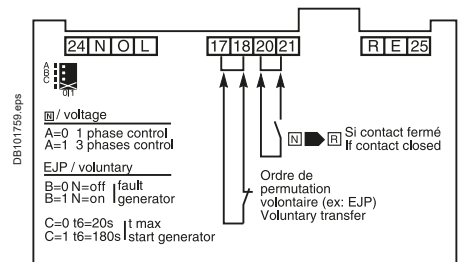 24 N O L 17 18 20 21 R E 25
A
B
C
0 1
N / voltage
A=0 1 phase control
A=1 3 phases control
EJP / voluntary
B=0 N=off fault
B=1 N=on generator
C=0 t6=20s t max
C=1 t6=180s start generator
N R Si contact fermé
If contact closed
Ordre de
permutation
volontaire (ex: EJP)
Voluntary transfer
DB101759.eps